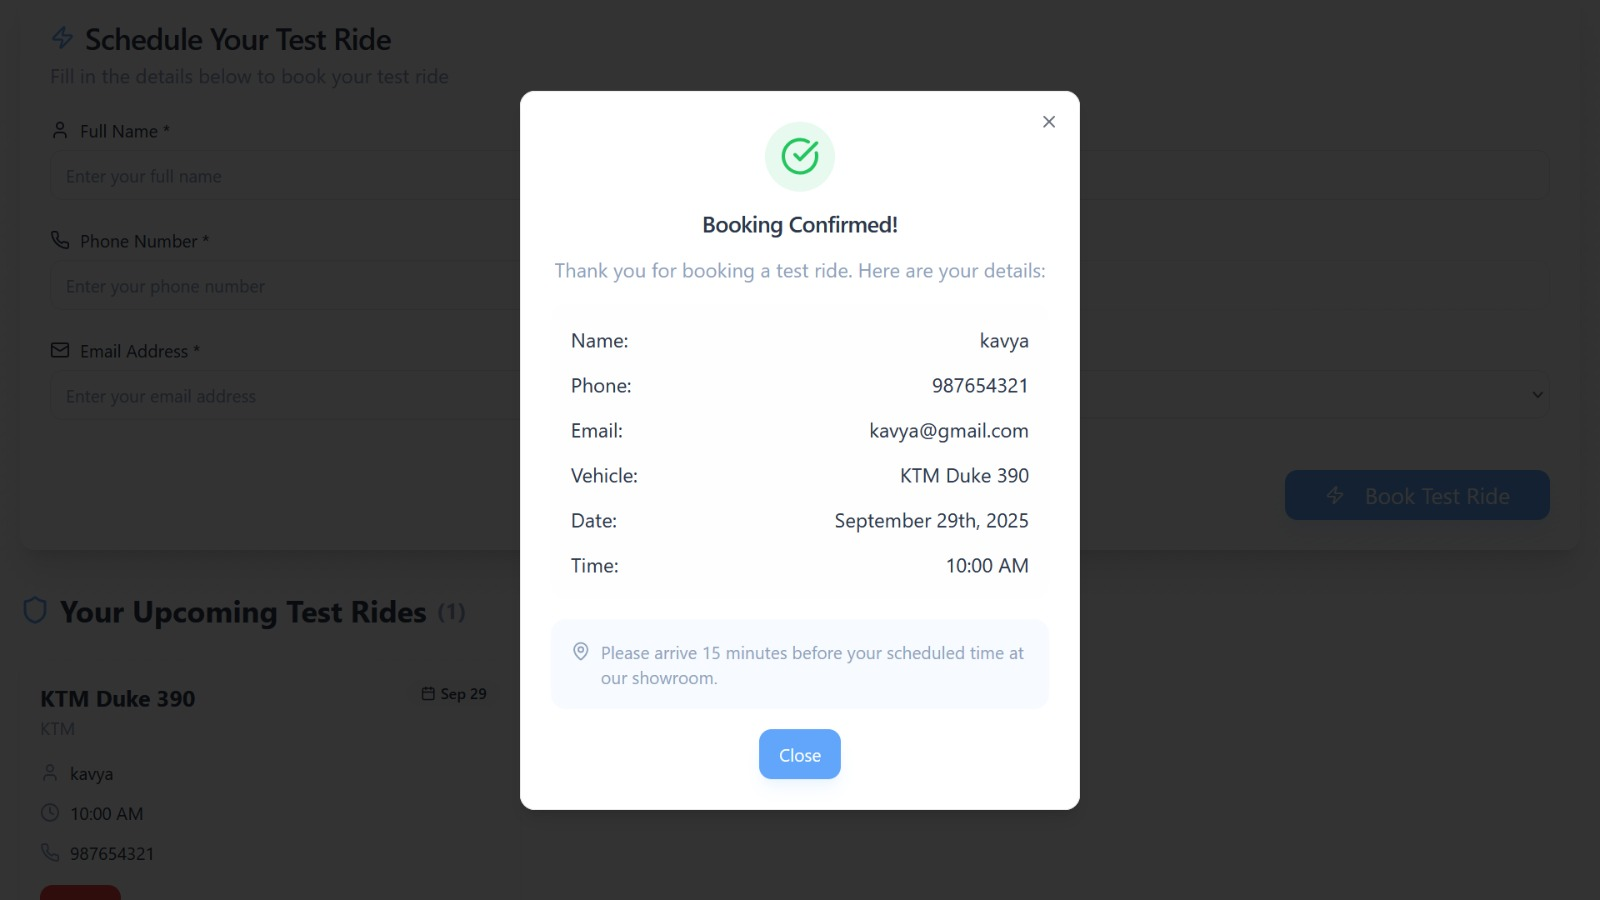 Schedule Your Test Ride
Fill in the details below to book your test ride
Full Name *
Enter your full name
Phone Number *
Enter your phone number
Email Address *
Enter your email address
Book Test Ride
Booking Confirmed!
Thank you for booking a test ride. Here are your details:
Name: kavya
Phone: 987654321
Email: kavya@gmail.com
Vehicle: KTM Duke 390
Date: September 29th, 2025
Time: 10:00 AM
Please arrive 15 minutes before your scheduled time at
our showroom.
Close
Your Upcoming Test Rides (1)
KTM Duke 390
Sep 29
KTM
kavya
10:00 AM
987654321